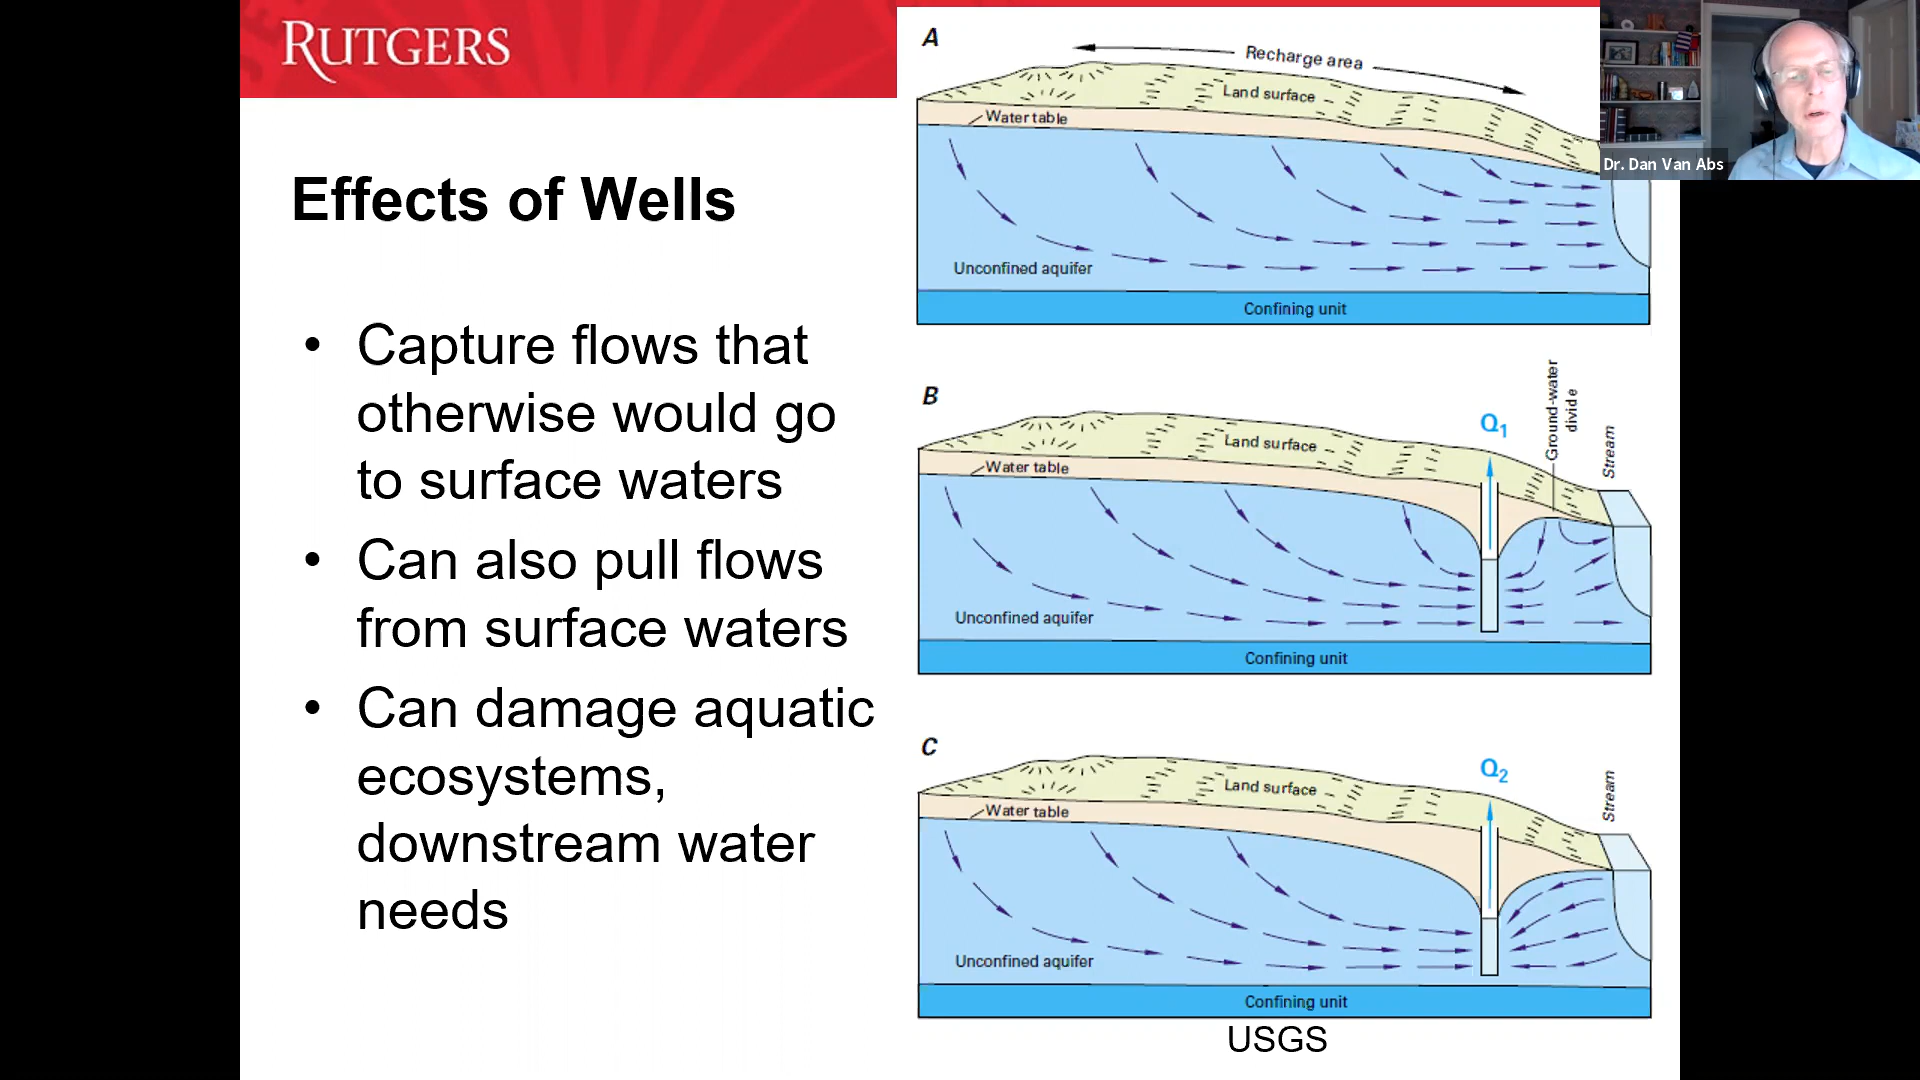 RUTGERS
Effects of Wells
• Capture flows that
otherwise would go
to surface waters
• Can also pull flows
from surface waters
• Can damage aquatic
ecosystems,
downstream water
needs
A
Recharge area
Land surface
Water table
Unconfined aquifer
Confining unit
B
Q1
Ground-water
divide
Stream
Land surface
Water table
Unconfined aquifer
Confining unit
C
Q2
Stream
Land surface
Water table
Unconfined aquifer
Confining unit
USGS
Dr. Dan Van Abs